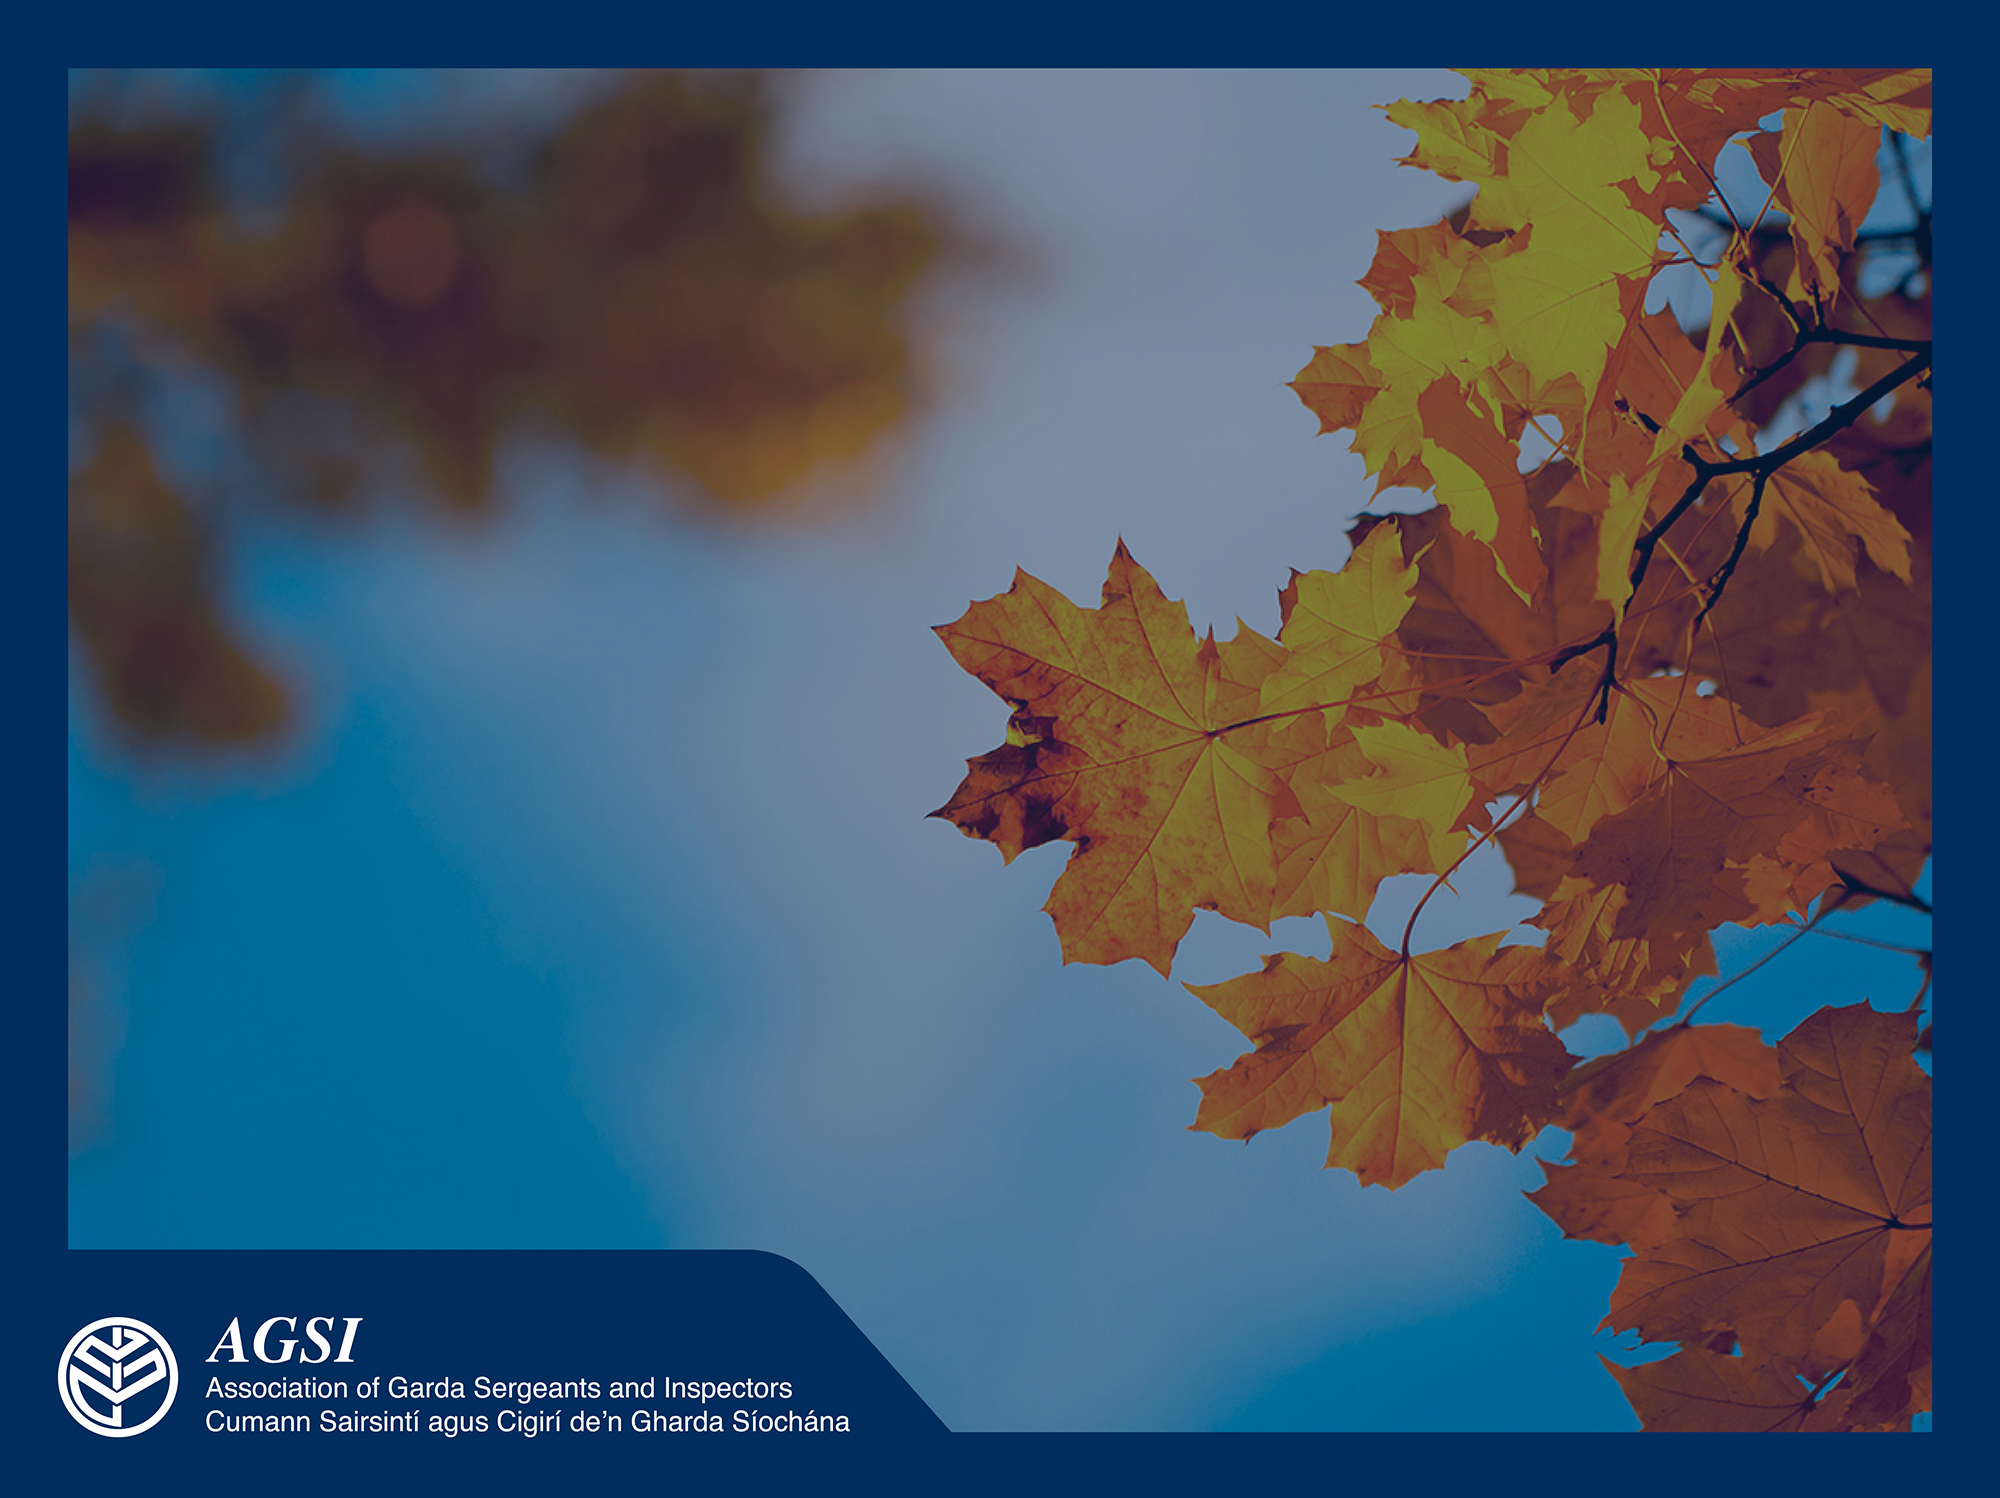 AGSI
Association of Garda Sergeants and Inspectors
Cumann Sairsintí agus Cigirí de’n Gharda Síochána